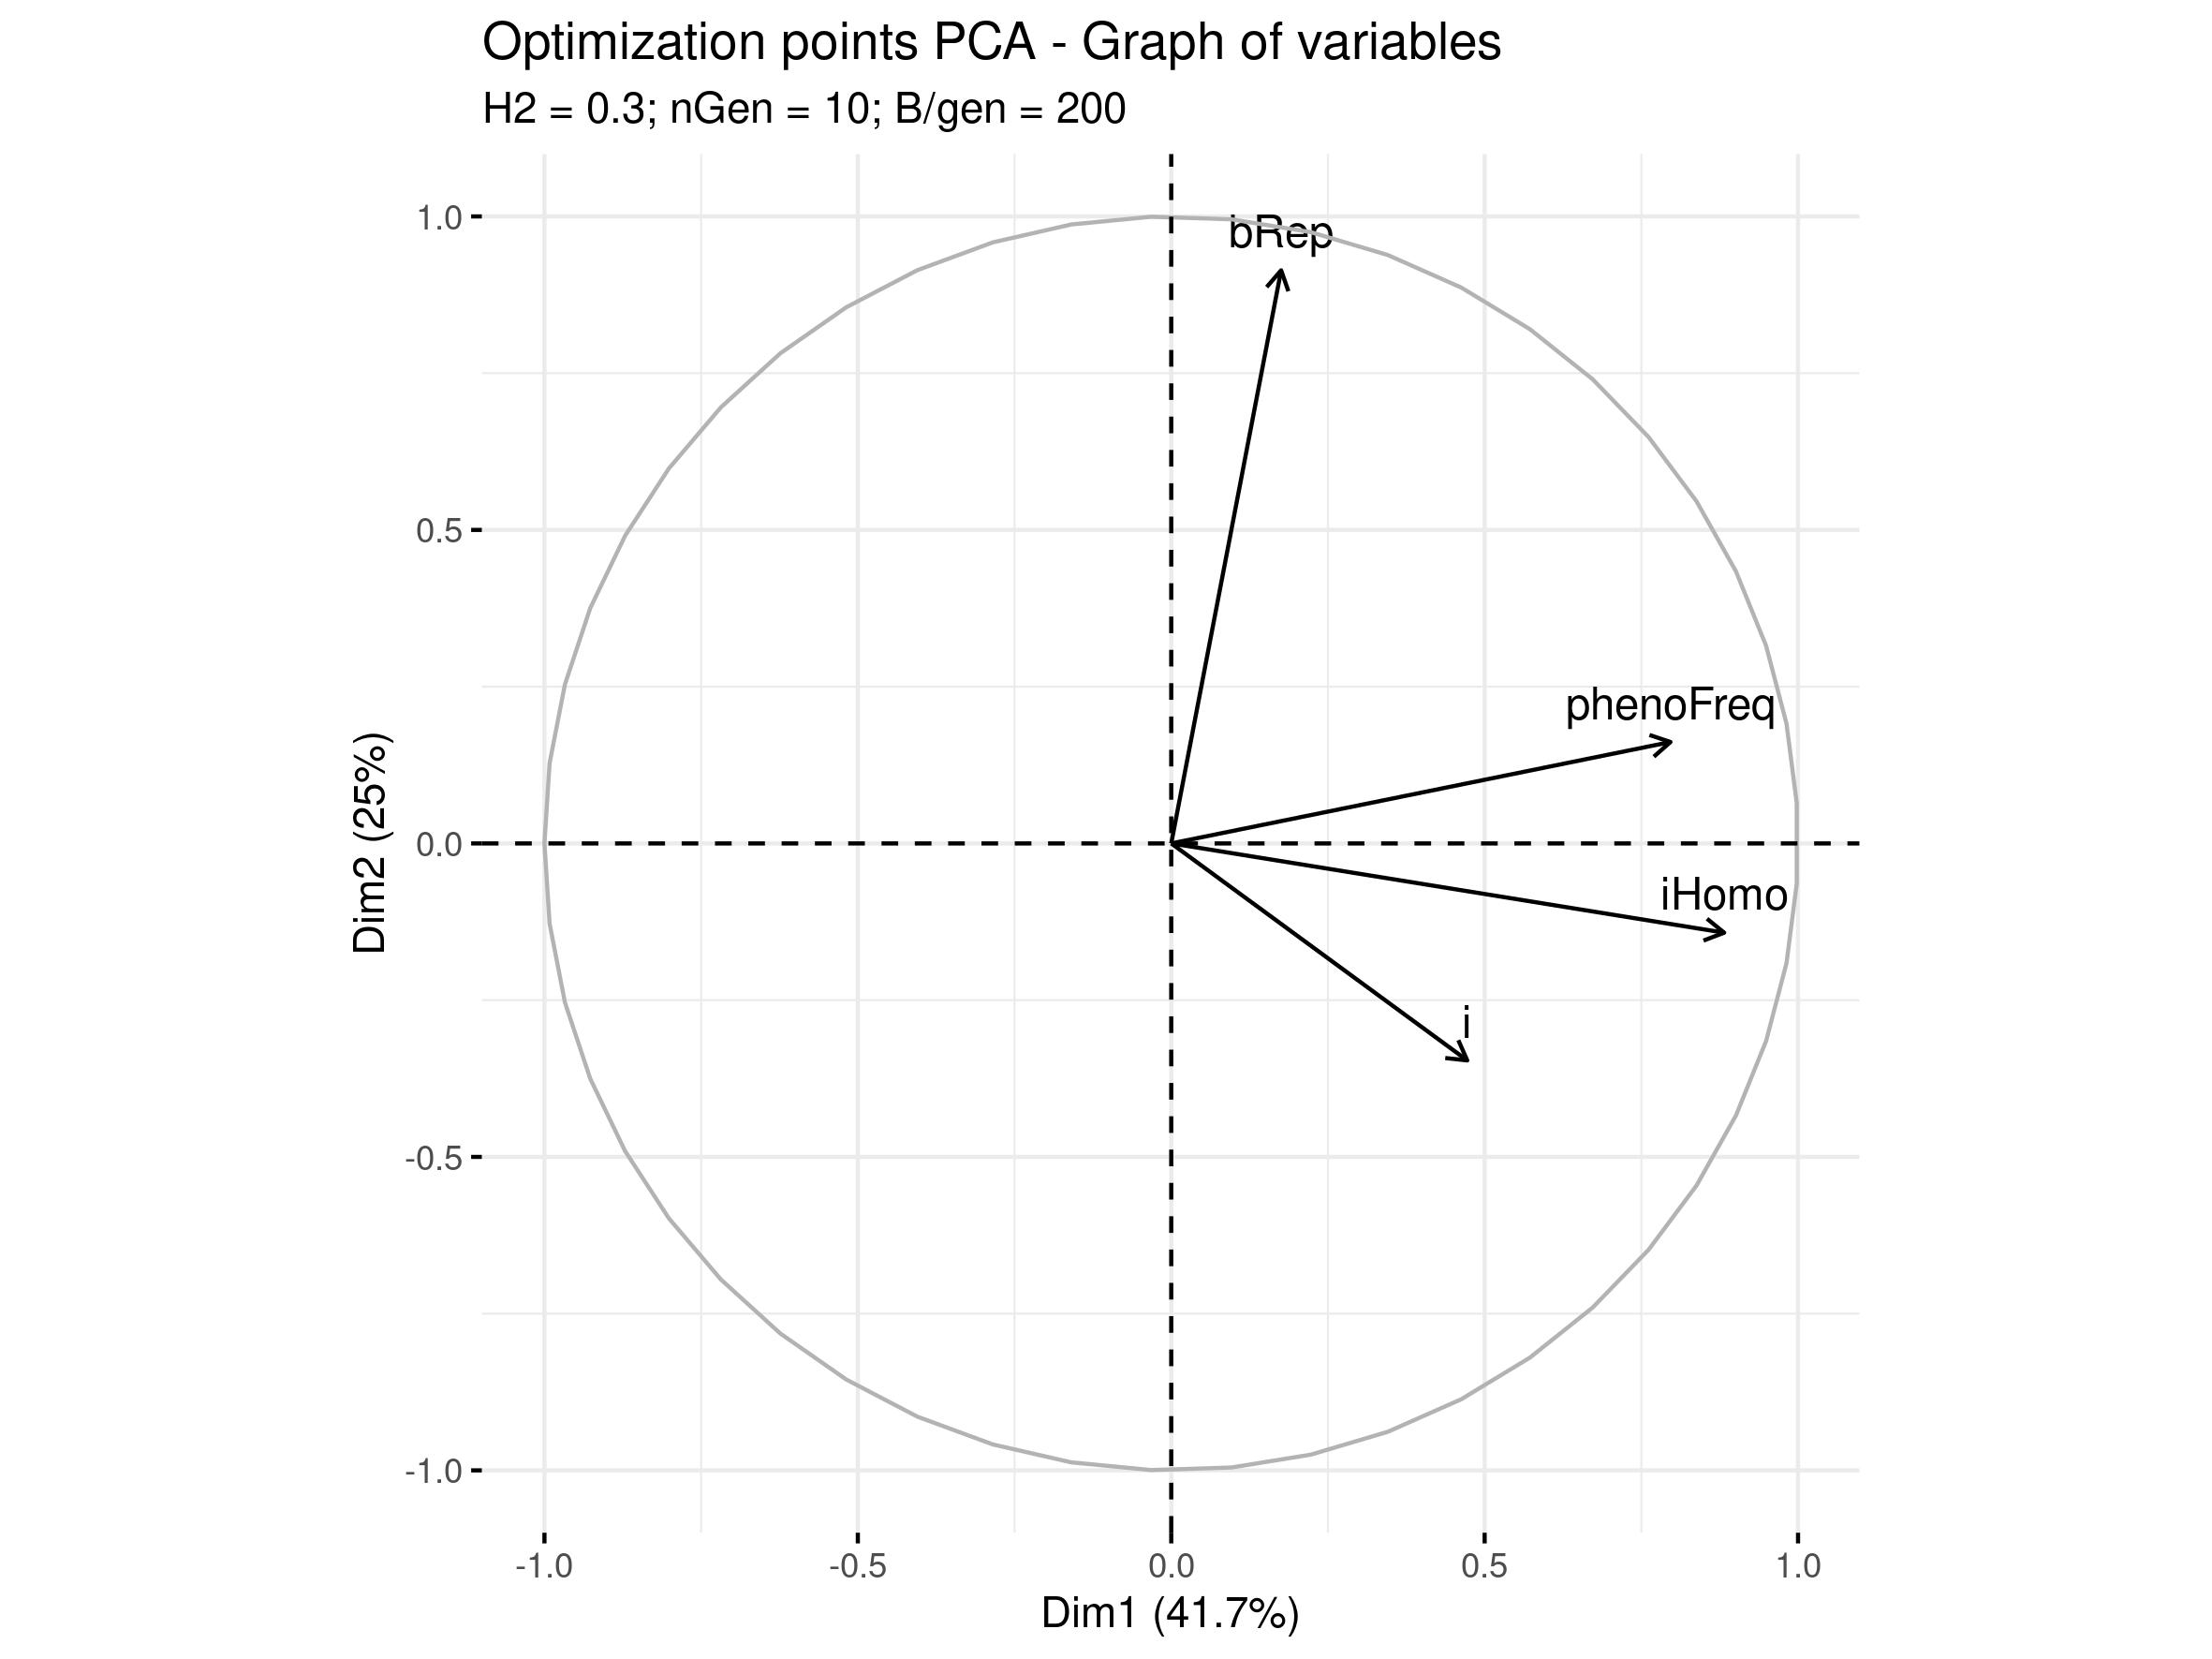 Optimization points PCA - Graph of variables
H2 = 0.3; nGen = 10; B/gen = 200
1.0
0.5
0.0
-0.5
-1.0
Dim2 (25%)
bRep
phenoFreq
iHomo
i
-1.0
-0.5
0.0
0.5
1.0
Dim1 (41.7%)